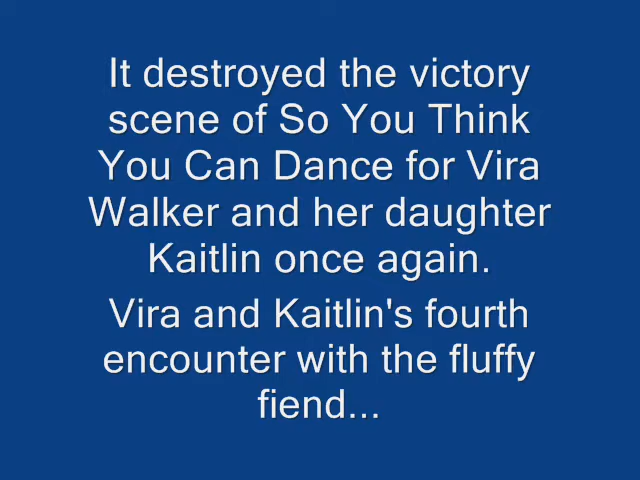 It destroyed the victory
scene of So You Think
You Can Dance for Vira
Walker and her daughter
Kaitlin once again.
Vira and Kaitlin's fourth
encounter with the fluffy
fiend...